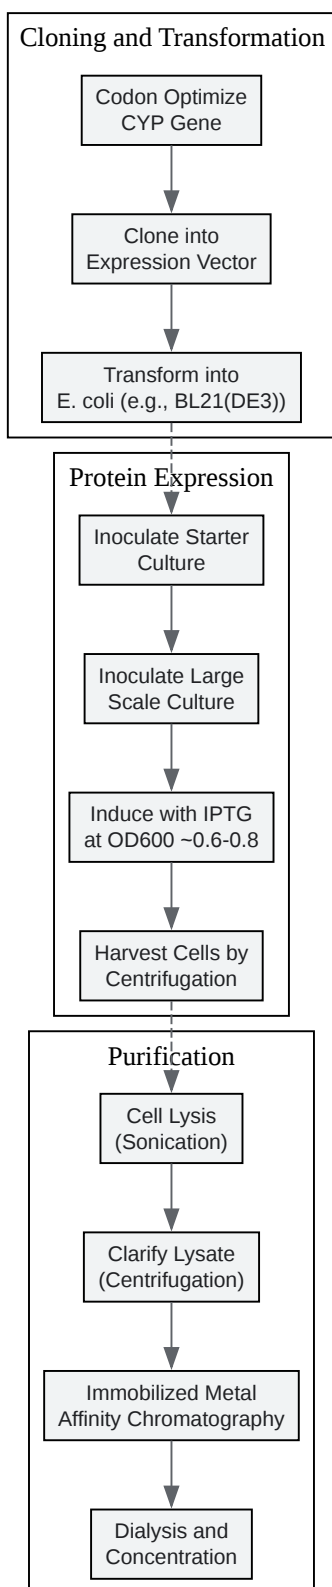 Cloning and Transformation
Codon Optimize
CYP Gene
Clone into
Expression Vector
Transform into
E. coli (e.g., BL21(DE3))
Protein Expression
Inoculate Starter
Culture
Inoculate Large
Scale Culture
Induce with IPTG
at OD600 ~0.6-0.8
Harvest Cells by
Centrifugation
Purification
Cell Lysis
(Sonication)
Clarify Lysate
(Centrifugation)
Immobilized Metal
Affinity Chromatography
Dialysis and
Concentration